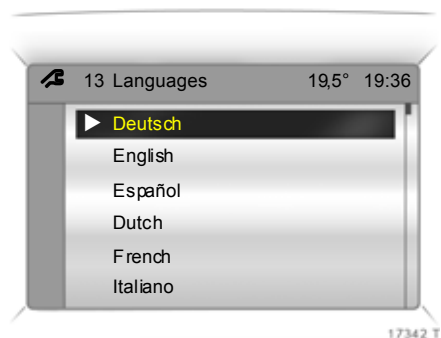 13 Languages 19,5° 19:36
Deutsch
English
Español
Dutch
French
Italiano
17342 T